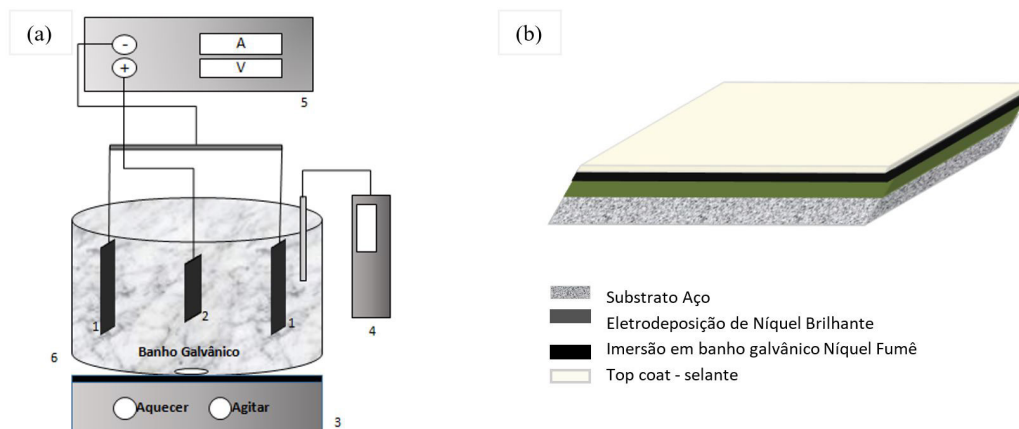 (a)
-
A
+
V
5
1
2
1
4
Banho Galvânico
6
Aquecer
Agitar
3
(b)
Substrato Aço
Eletrodeposição de Níquel Brilhante
Imersão em banho galvânico Níquel Fumê
Top coat - selante